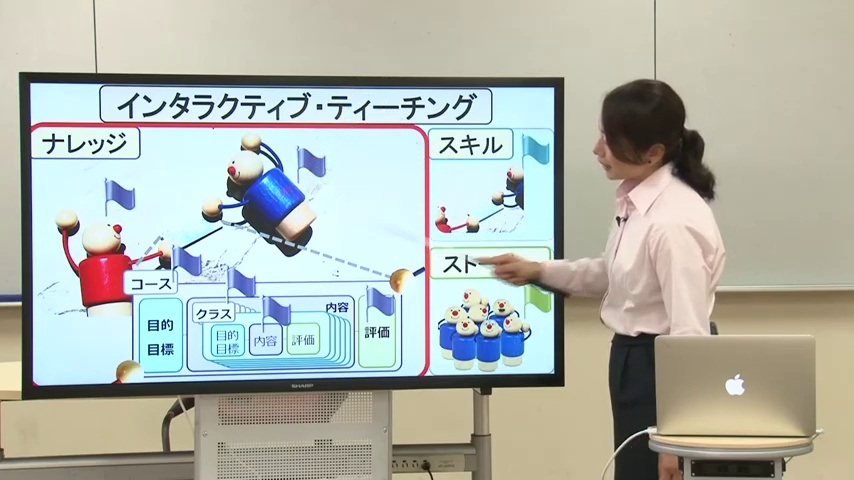 インタラクティブ・ティーチング
ナレッジ
スキル
スト
コース
目的
目標
クラス
内容
目的
目標
内容
評価
評価
SHARP